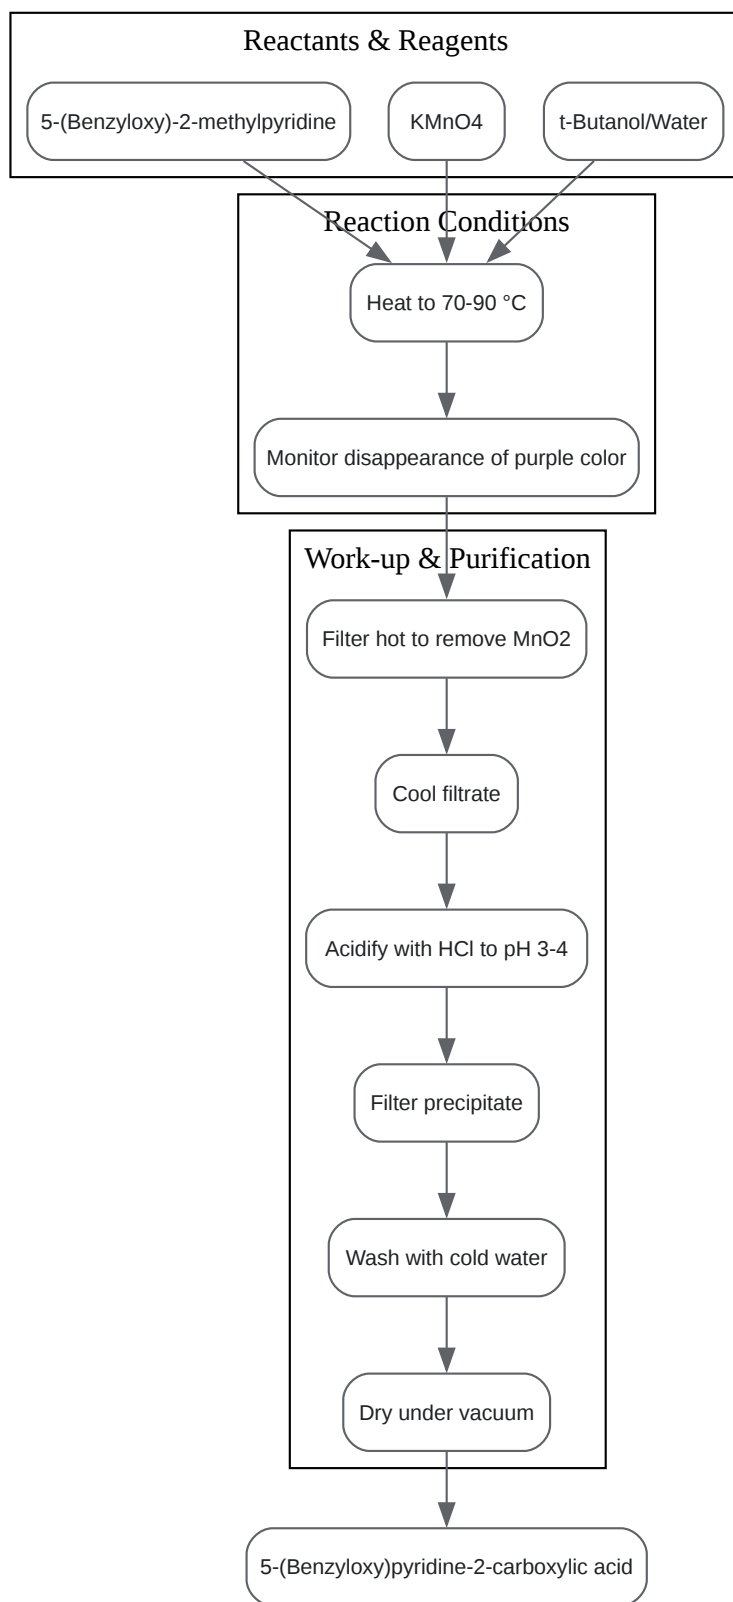 Reactants & Reagents
5-(Benzyloxy)-2-methylpyridine
KMnO4
t-Butanol/Water
Reaction Conditions
Heat to 70-90 °C
Monitor disappearance of purple color
Work-up & Purification
Filter hot to remove MnO2
Cool filtrate
Acidify with HCl to pH 3-4
Filter precipitate
Wash with cold water
Dry under vacuum
5-(Benzyloxy)pyridine-2-carboxylic acid